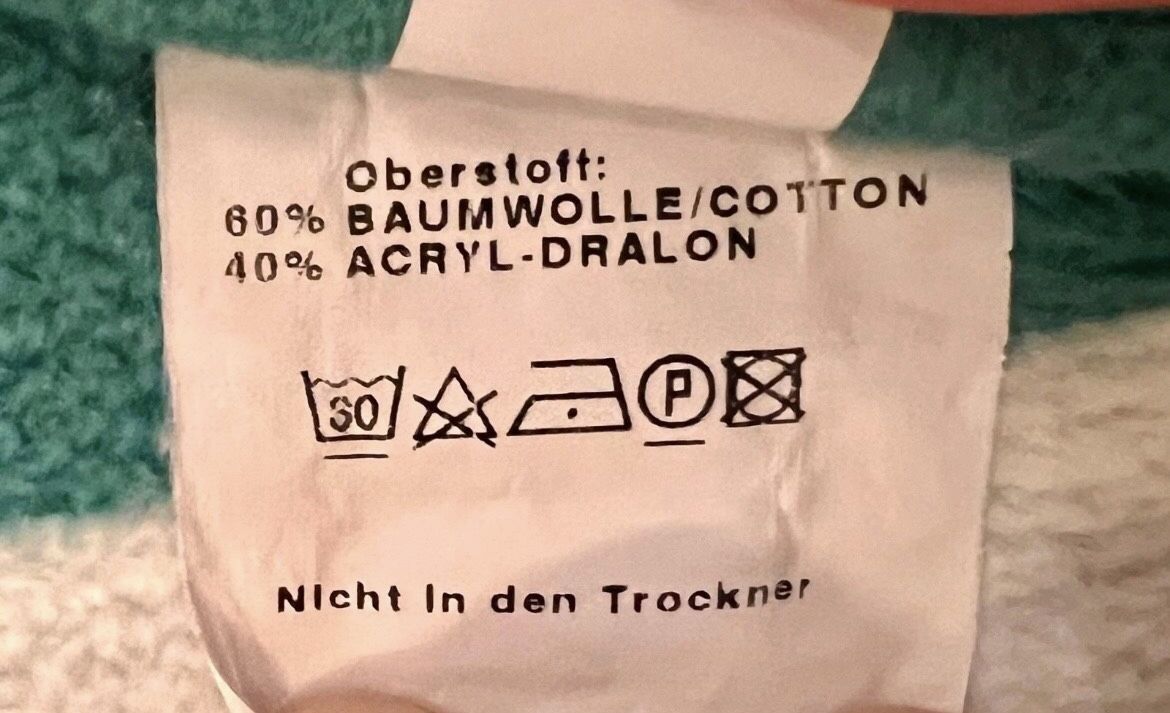 Oberstoff:
60% BAUMWOLLE/COTTON
40% ACRYL-DRALON
30 P
Nicht In den Trockner